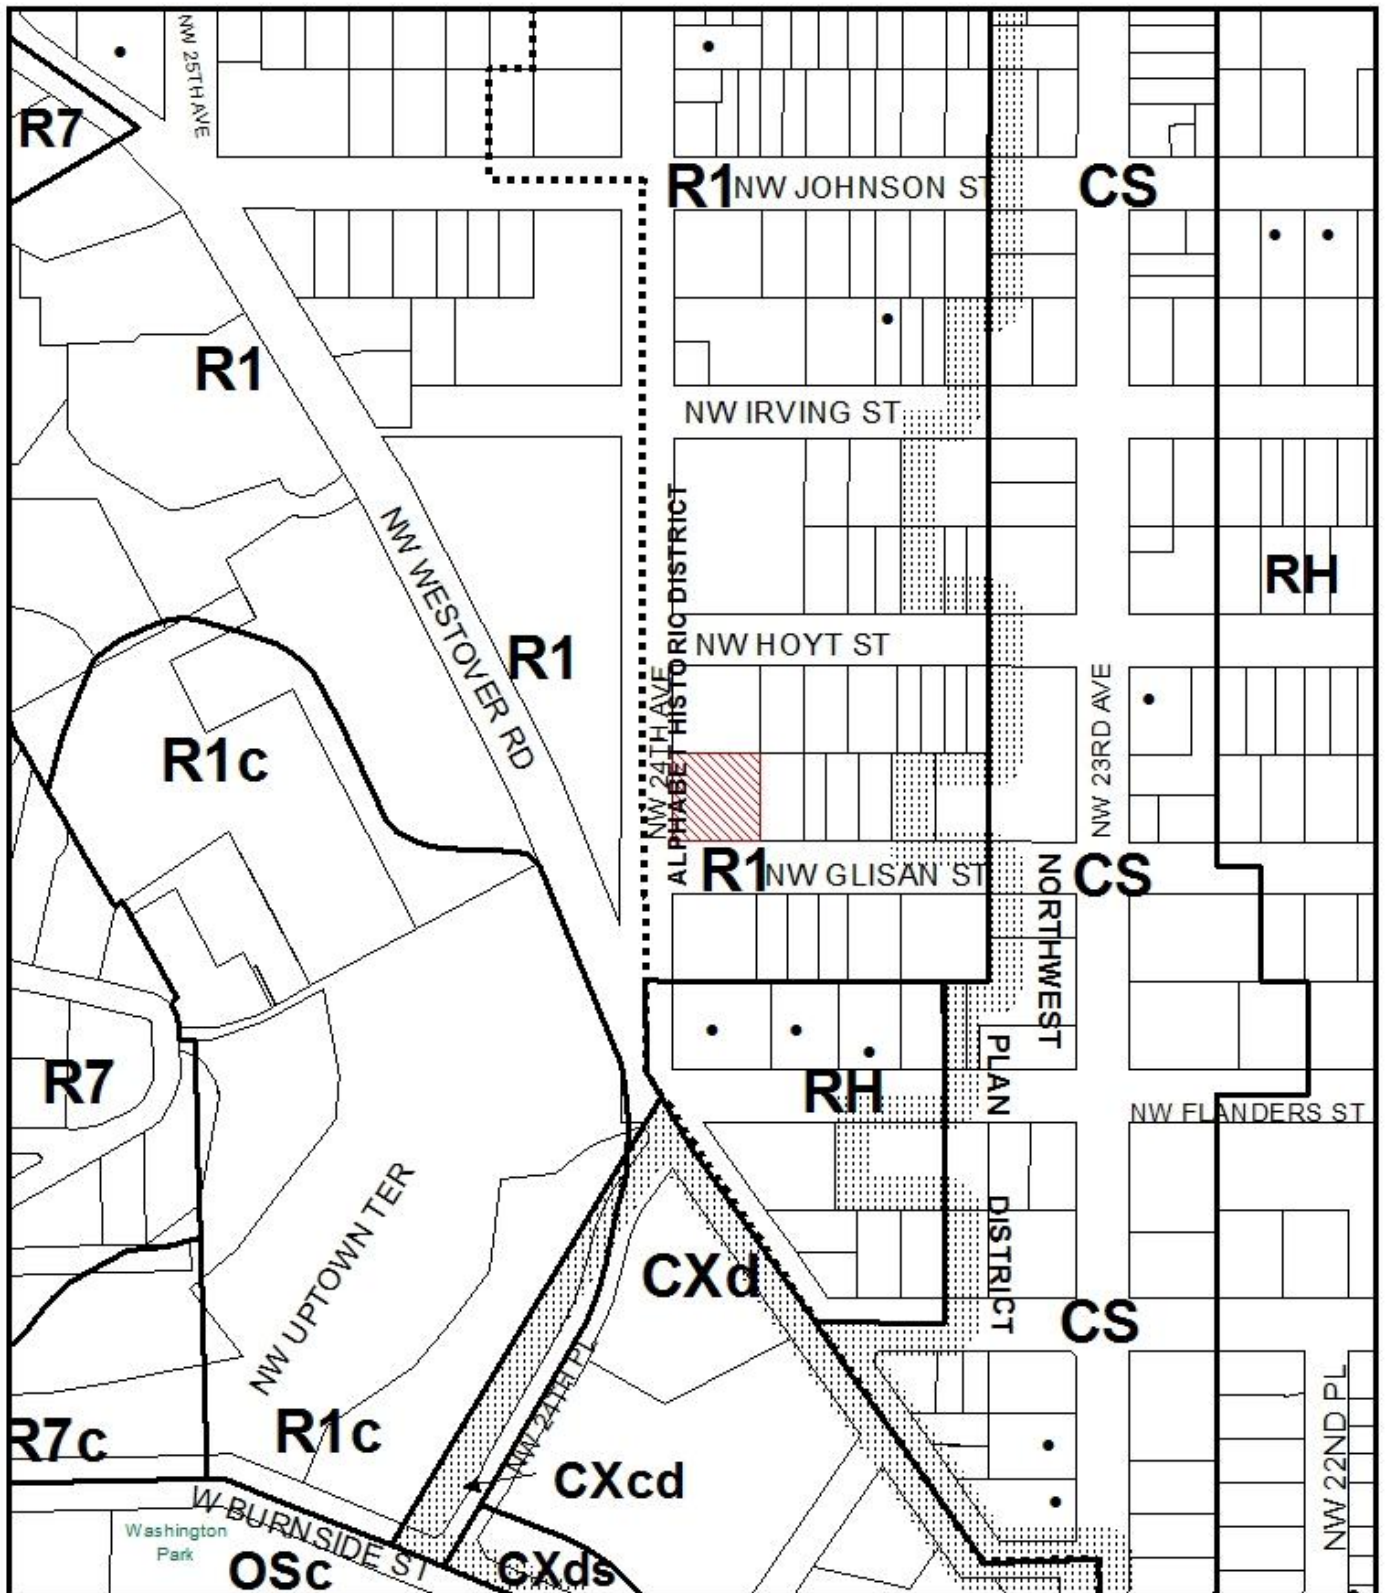 NW 25TH AVE
R7
R1
NW JOHNSON ST
CS
R1
NW IRVING ST
ALPHABET HISTORIC DISTRICT
NW WESTOVER RD
RH
R1
NW HOYT ST
NW 24TH AVE
NW 23RD AVE
R1c
R1
NW GLISAN ST
CS
NORTHWEST
PLAN
DISTRICT
R7
RH
NW FLANDERS ST
NW UPTOWN TER
CXd
CS
NW 24TH PL
NW 22ND PL
R7c
R1c
CXcd
W BURNSIDE ST
Washington
Park
OSc
CXds